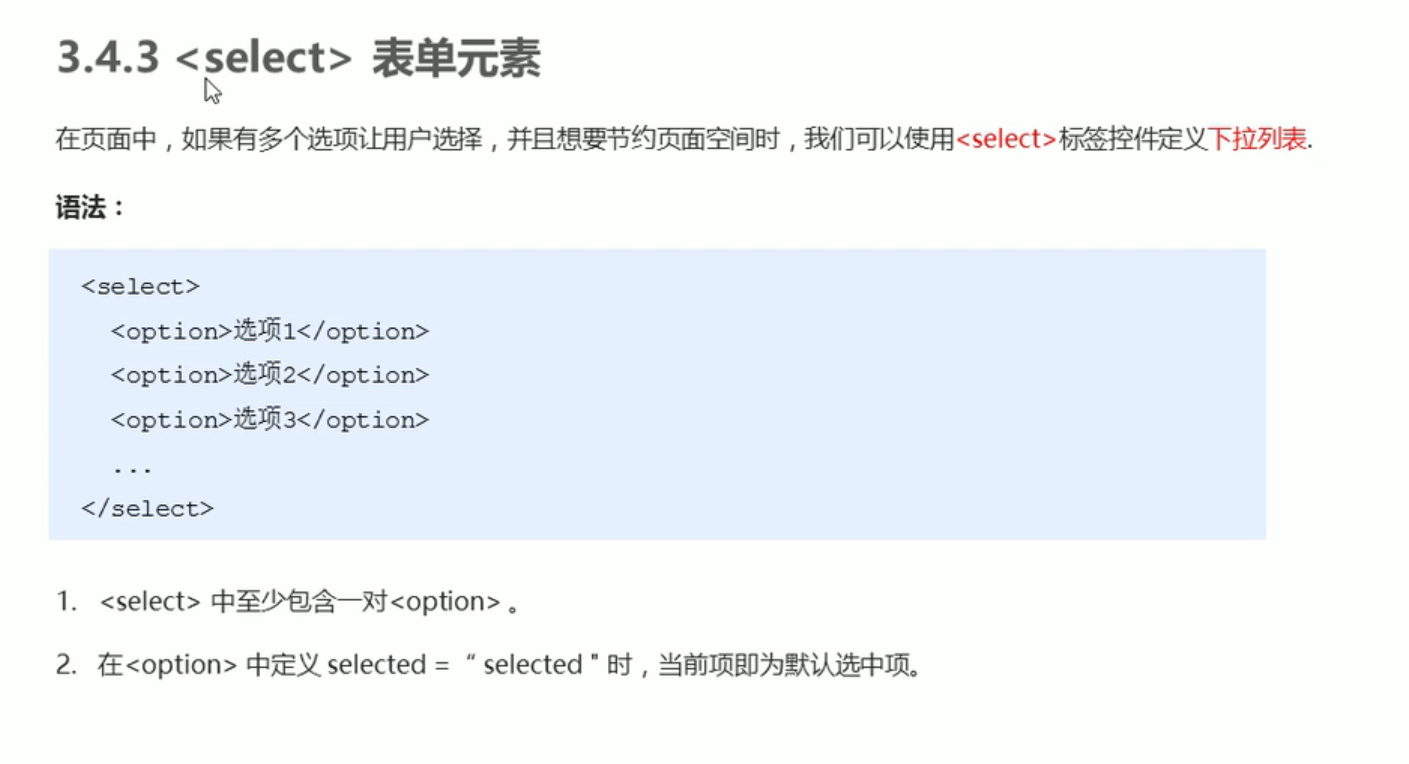 3.4.3 <select> 表单元素
在页面中，如果有多个选项让用户选择，并且想要节约页面空间时，我们可以使用<select>标签控件定义下拉列表.
语法：
<select>
<option>选项1</option>
<option>选项2</option>
<option>选项3</option>
...
</select>
1. <select> 中至少包含一对<option> 。
2. 在<option> 中定义 selected = “ selected " 时，当前项即为默认选中项。